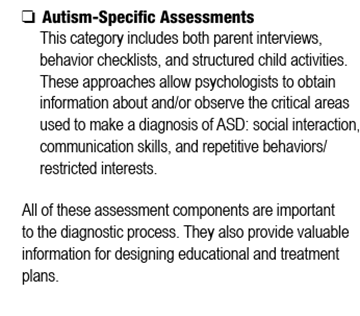 ❏ Autism-Specific Assessments
This category includes both parent interviews,
behavior checklists, and structured child activities.
These approaches allow psychologists to obtain
information about and/or observe the critical areas
used to make a diagnosis of ASD: social interaction,
communication skills, and repetitive behaviors/
restricted interests.
All of these assessment components are important
to the diagnostic process. They also provide valuable
information for designing educational and treatment
plans.